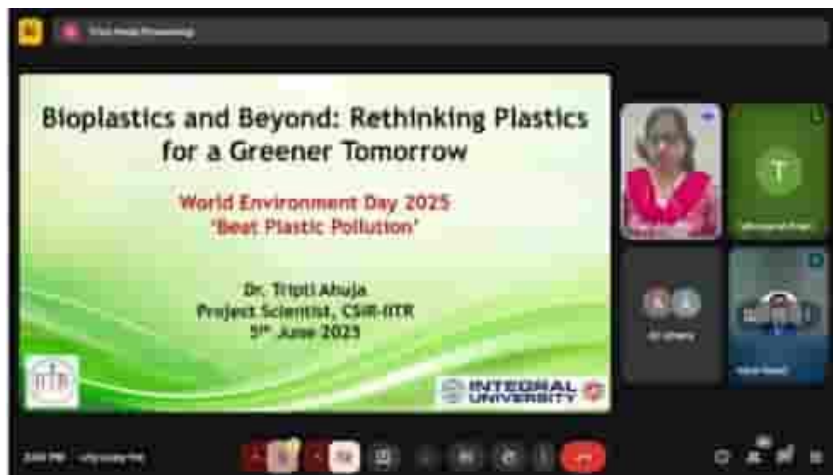 Bioplastics and Beyond: Rethinking Plastics
for a Greener Tomorrow
World Environment Day 2025
'Beat Plastic Pollution'
Dr. Tripti Ahuja
Project Scientist, CSIR-IITR
5th June 2025
INTEGRAL
UNIVERSITY
T